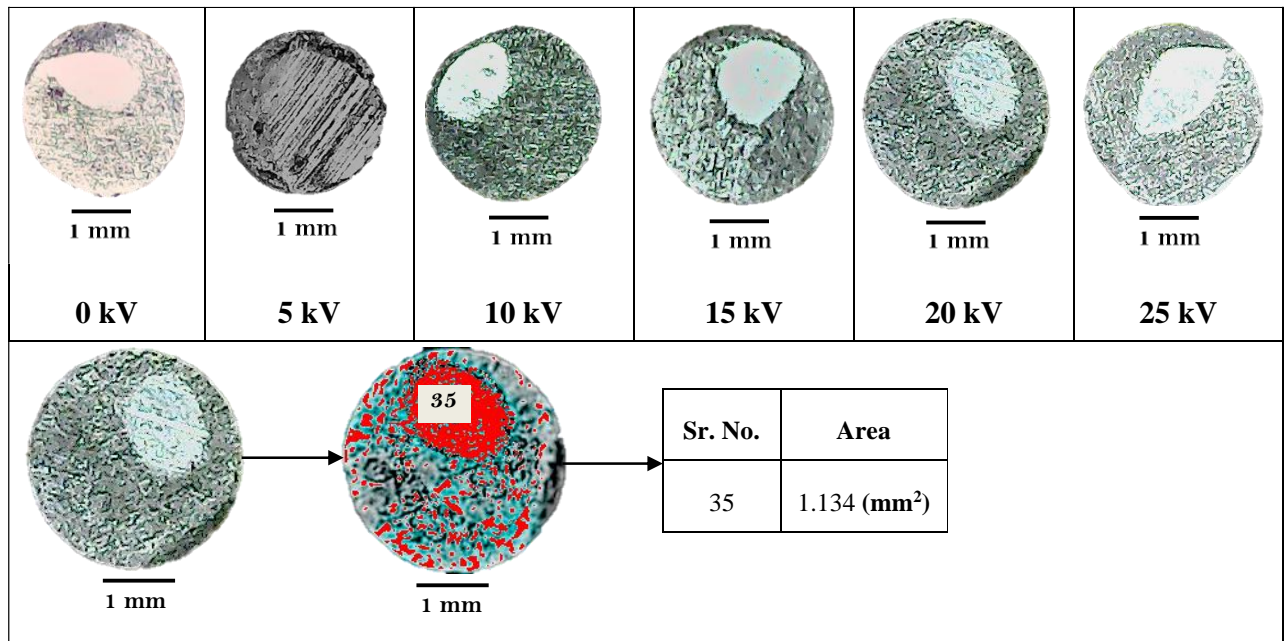 1 mm 1 mm 1 mm 1 mm 1 mm 1 mm
0 kV 5 kV 10 kV 15 kV 20 kV 25 kV
35
Sr. No. Area
35 1.134 (mm²)
1 mm 1 mm